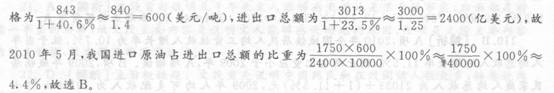 格为843/(1+40.6%)≈840/1.4=600(美元/吨),进出口总额为3013/(1+23.5%)≈3000/1.25=2400(亿美元),故
2010年5月,我国进口原油占进出口总额的比重为(1750×600)/(2400×10000)×100%≈1750/40000×100%≈
4.4%,故选B。